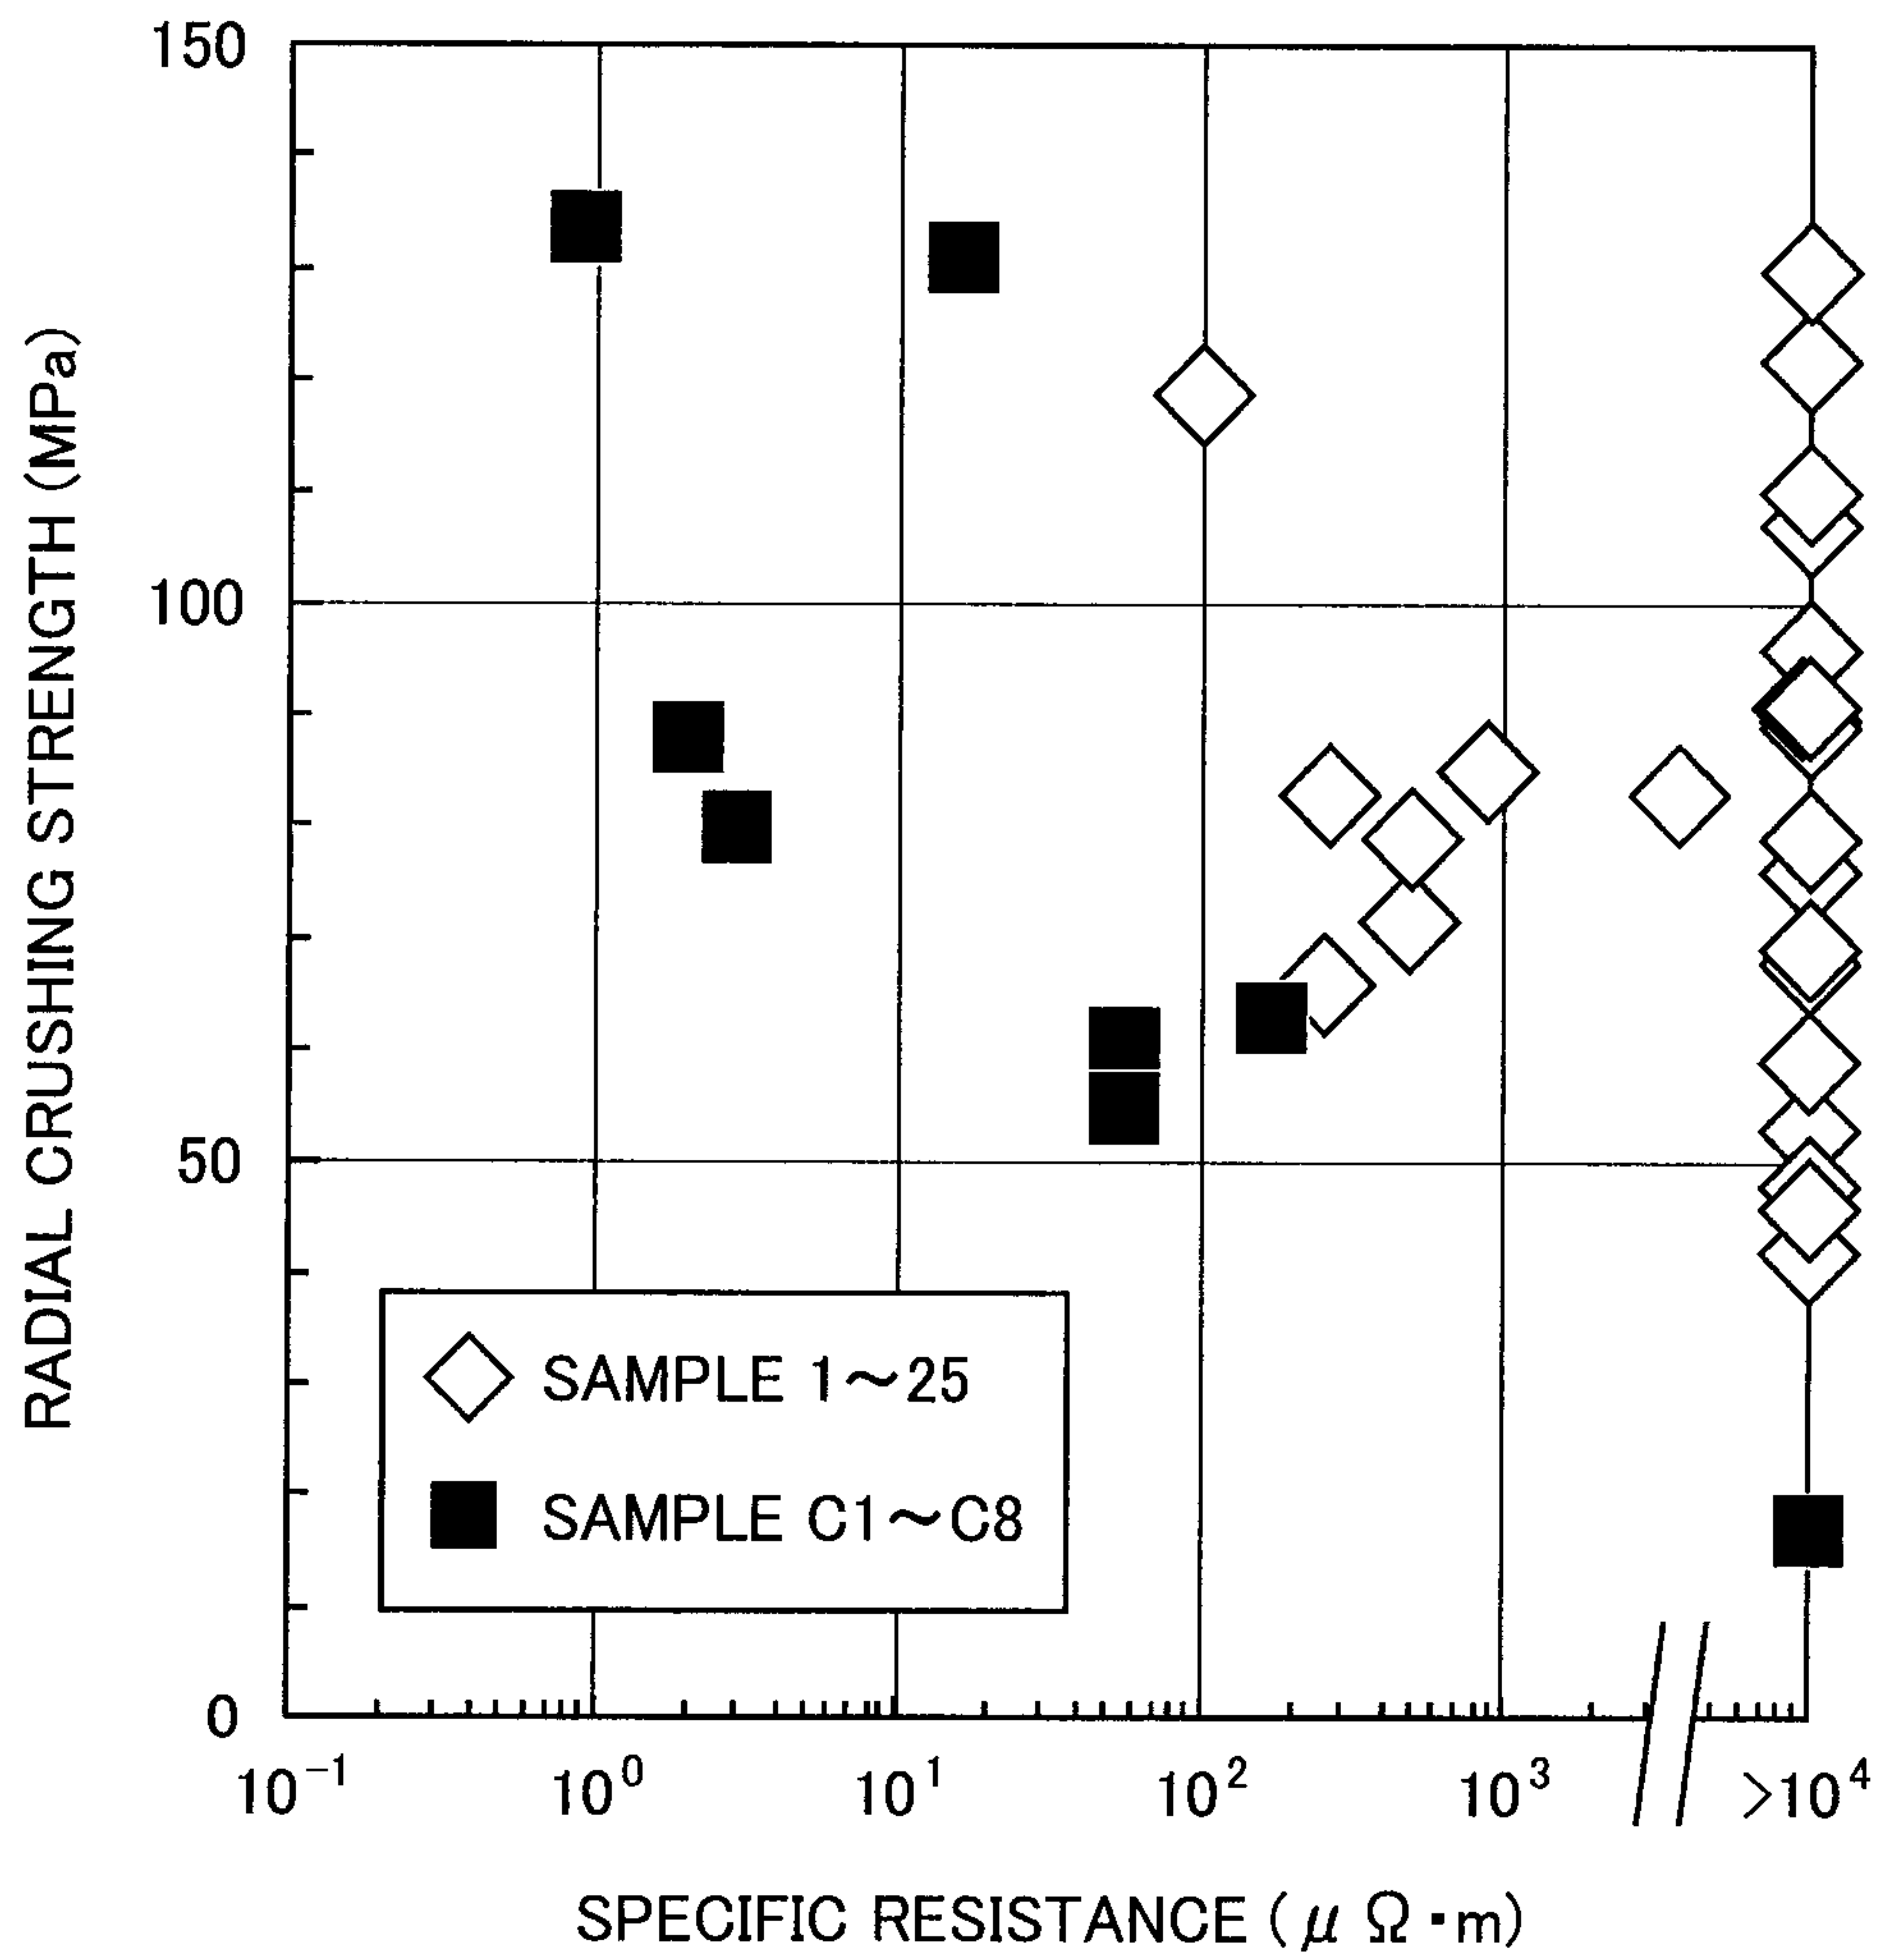 150
100
50
0
RADIAL CRUSHING STRENGTH (MPa)
◇ SAMPLE 1～25
■ SAMPLE C1～C8
10⁻¹ 10⁰ 10¹ 10² 10³ >10⁴
SPECIFIC RESISTANCE (μΩ・m)